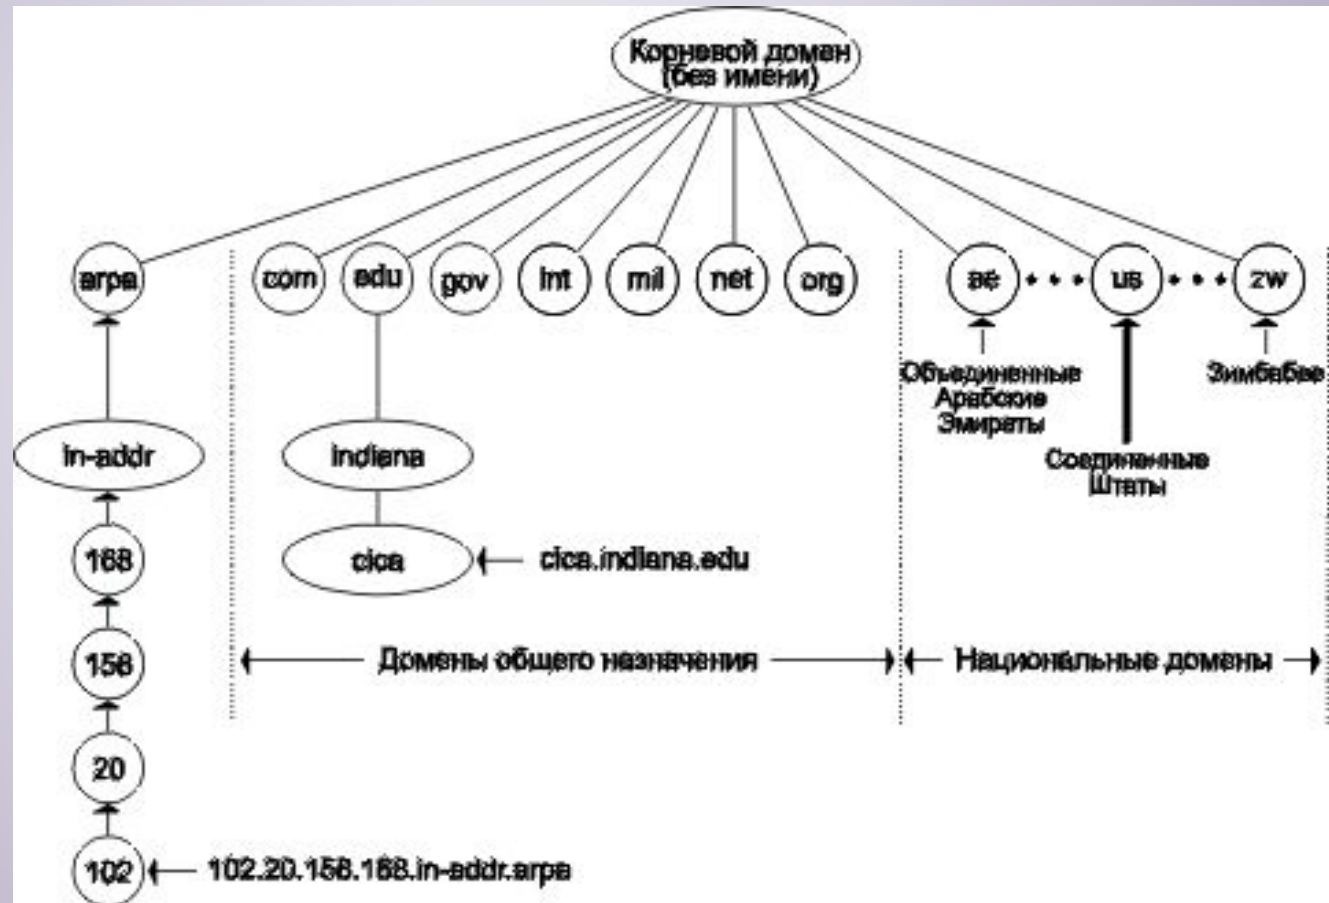 Корневой домен
(без имени)
arpa
com
edu
gov
int
mil
net
org
ae
us
zw
Объединенные
Арабские
Эмираты
Зимбабве
Соединенные
Штаты
in-addr
indiana
cica
cica.indiana.edu
168
158
20
102
102.20.158.168.in-addr.arpa
Домены общего назначения
Национальные домены